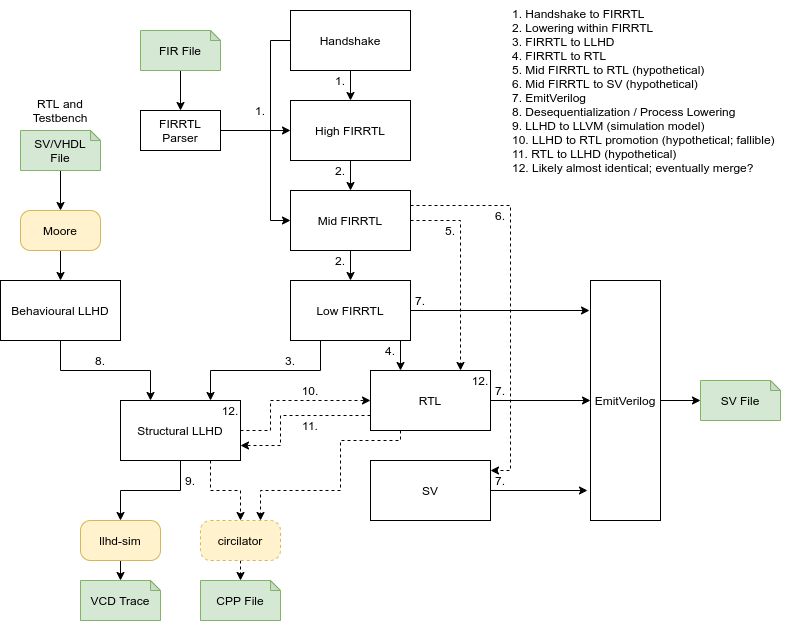 1. Handshake to FIRRTL
2. Lowering within FIRRTL
3. FIRRTL to LLHD
4. FIRRTL to RTL
5. Mid FIRRTL to RTL (hypothetical)
6. Mid FIRRTL to SV (hypothetical)
7. EmitVerilog
8. Desequentialization / Process Lowering
9. LLHD to LLVM (simulation model)
10. LLHD to RTL promotion (hypothetical; fallible)
11. RTL to LLHD (hypothetical)
12. Likely almost identical; eventually merge?
Handshake
FIR File
1.
1.
RTL and
Testbench
FIRRTL
Parser
High FIRRTL
SV/VHDL
File
2.
Moore
Mid FIRRTL
6.
5.
2.
Behavioural LLHD
Low FIRRTL
7.
8.
3.
4.
12.
RTL
7.
EmitVerilog
SV File
10.
12.
Structural LLHD
11.
9.
SV
7.
llhd-sim
circilator
VCD Trace
CPP File